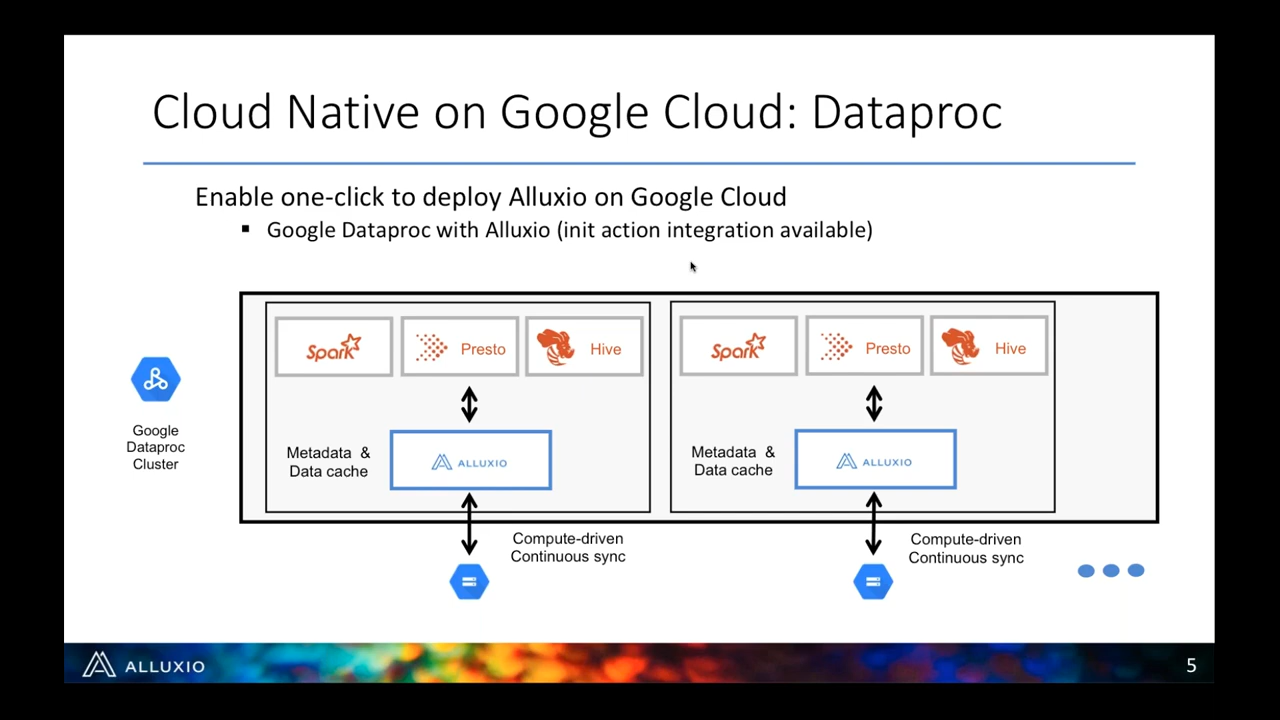 Cloud Native on Google Cloud: Dataproc
Enable one-click to deploy Alluxio on Google Cloud
▪ Google Dataproc with Alluxio (init action integration available)
Google
Dataproc
Cluster
Spark
Presto
Hive
Metadata &
Data cache
ALLUXIO
Compute-driven
Continuous sync
Spark
Presto
Hive
Metadata &
Data cache
ALLUXIO
Compute-driven
Continuous sync
ALLUXIO
5